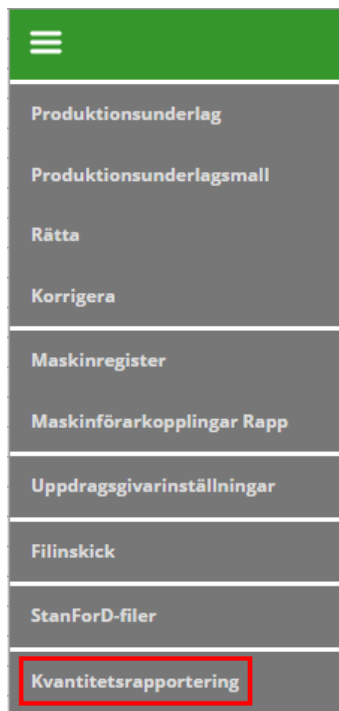 Produktionsunderlag
Produktionsunderlagsmall
Rätta
Korrigera
Maskinregister
Maskinförarkopplingar Rapp
Uppdragsgivarinställningar
Filinskick
StanForD-filer
Kvantitetsrapportering